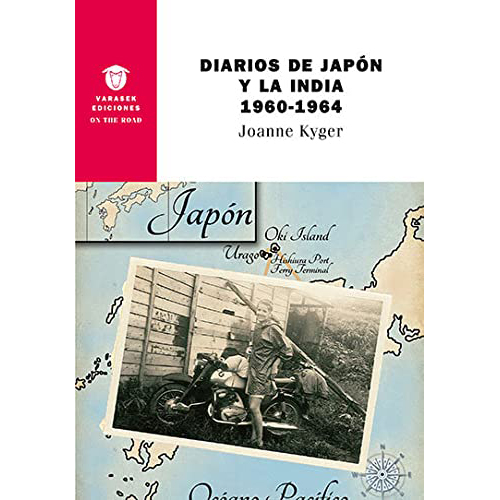 VARASEK
EDICIONES
ON THE ROAD
DIARIOS DE JAPÓN
Y LA INDIA
1960-1964
Joanne Kyger
Japón
Oki Island
Urago
Hishiura Port
Ferry Terminal
N
W
E
S
Océano Pacífico